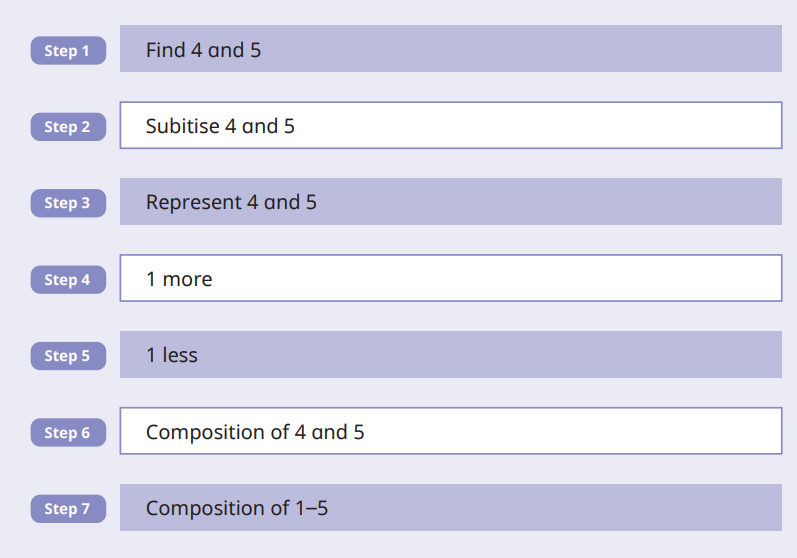 Step 1 Find 4 and 5
Step 2 Subitise 4 and 5
Step 3 Represent 4 and 5
Step 4 1 more
Step 5 1 less
Step 6 Composition of 4 and 5
Step 7 Composition of 1–5